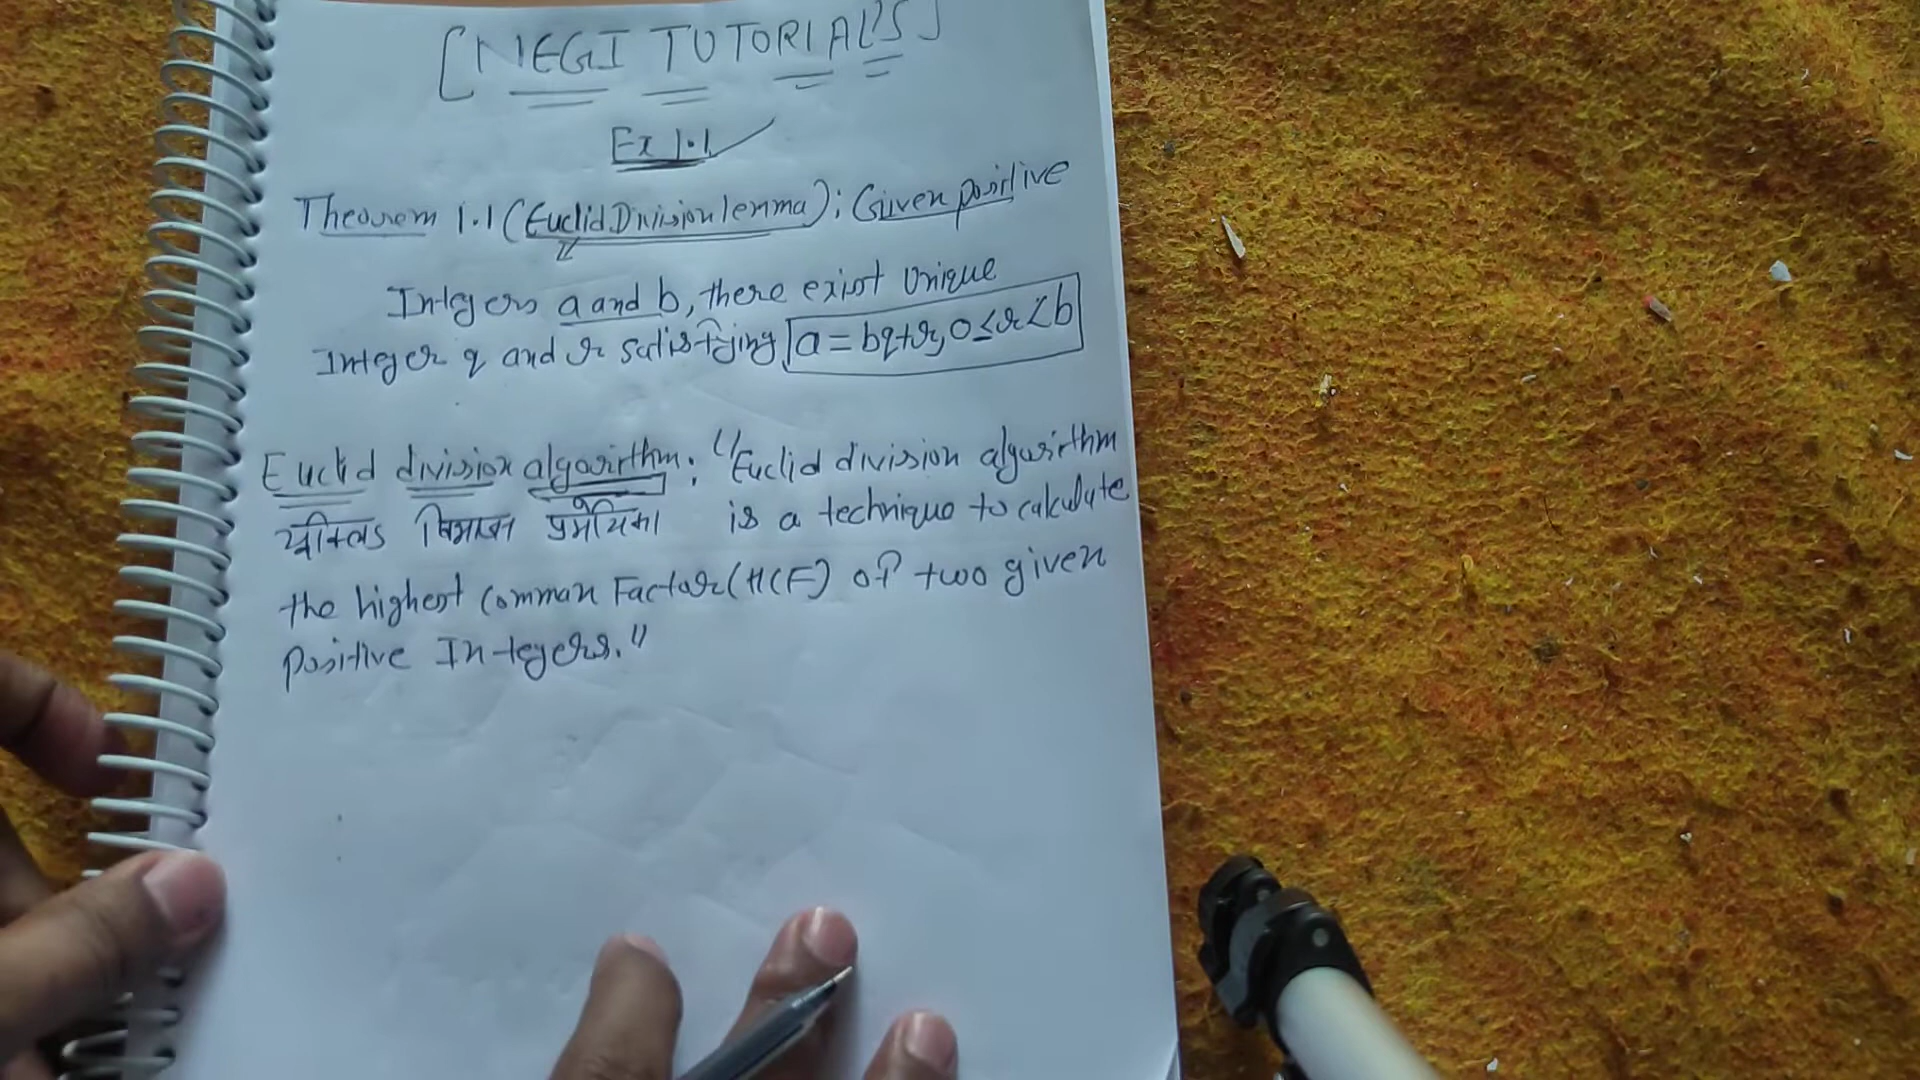 [NEGI TUTORIALS]
Ex 1.1
Theorem 1.1 (Euclid Division lemma): Given positive
Integers a and b, there exist Unique
Integer q and r satisfying a = bq+r, 0≤r<b
Euclid division algorithm: "Euclid division algorithm
यूक्लिड विभाजन प्रमेयिका is a technique to calculate
the highest Common Factor (HCF) of two given
positive Integers."